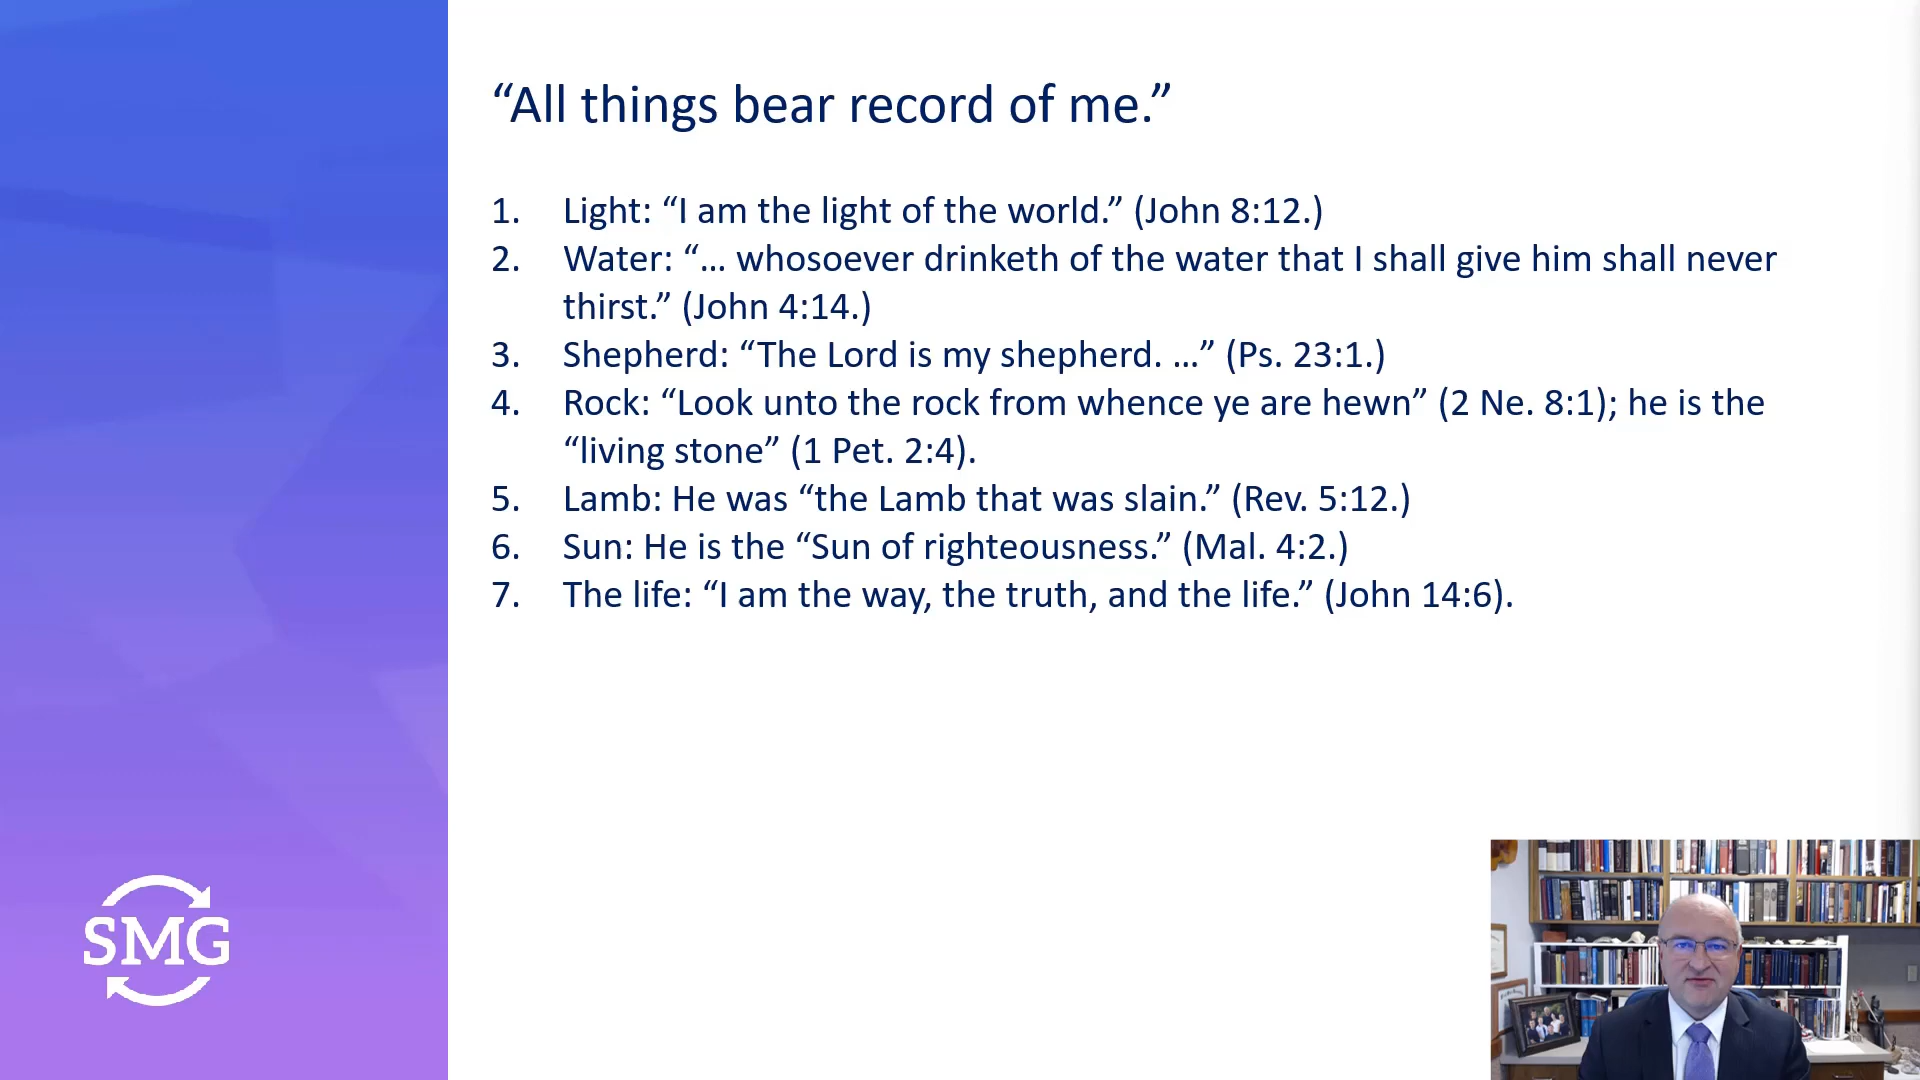 “All things bear record of me.”
1. Light: “I am the light of the world.” (John 8:12.)
2. Water: “… whosoever drinketh of the water that I shall give him shall never
thirst.” (John 4:14.)
3. Shepherd: “The Lord is my shepherd. …” (Ps. 23:1.)
4. Rock: “Look unto the rock from whence ye are hewn” (2 Ne. 8:1); he is the
“living stone” (1 Pet. 2:4).
5. Lamb: He was “the Lamb that was slain.” (Rev. 5:12.)
6. Sun: He is the “Sun of righteousness.” (Mal. 4:2.)
7. The life: “I am the way, the truth, and the life.” (John 14:6).
SMG